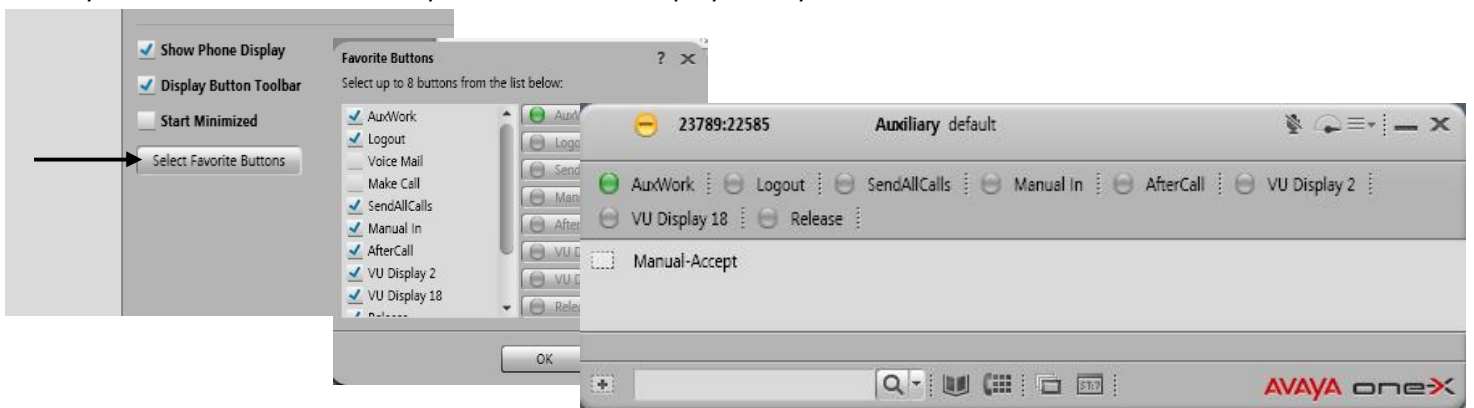 Show Phone Display
Display Button Toolbar
Start Minimized
Select Favorite Buttons
Favorite Buttons ? ×
Select up to 8 buttons from the list below:
AuxWork
Logout
Voice Mail
Make Call
SendAllCalls
Manual In
AfterCall
VU Display 2
VU Display 18
OK
23789:22585 Auxiliary default
AuxWork Logout SendAllCalls Manual In AfterCall VU Display 2
VU Display 18 Release
Manual-Accept
AVAYA one-X